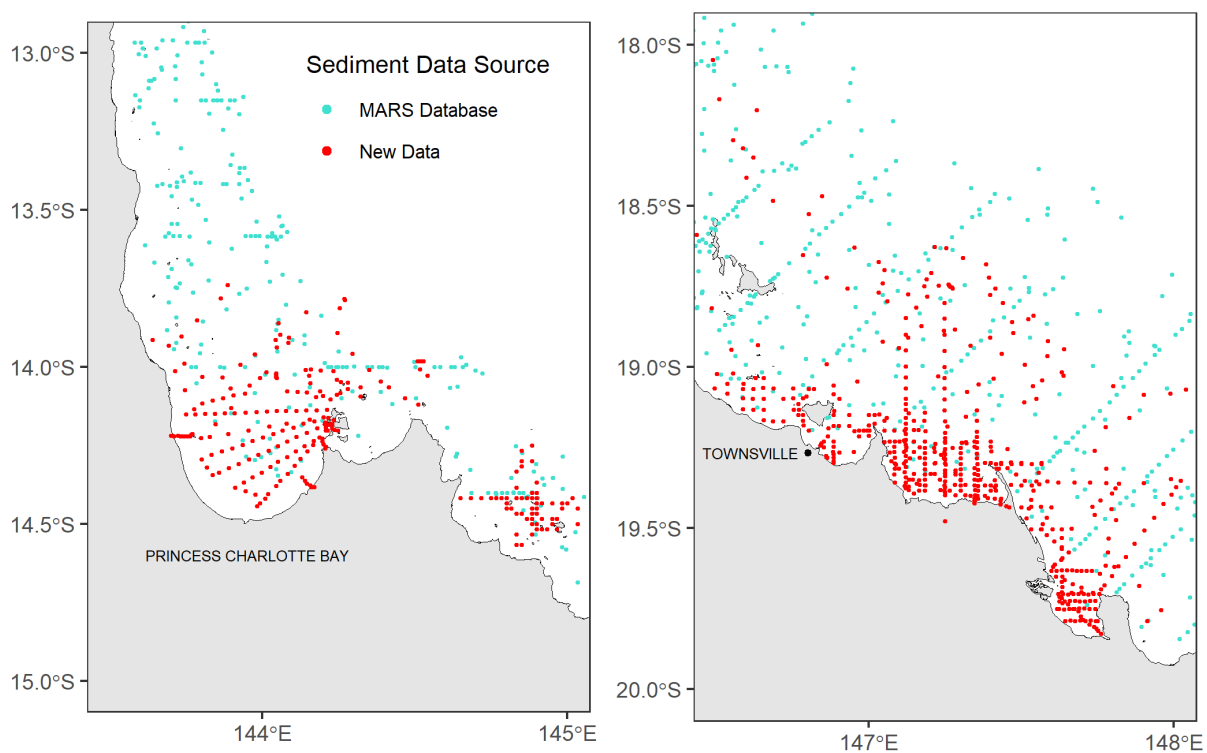 Sediment Data Source
MARS Database
New Data
13.0°S
13.5°S
14.0°S
14.5°S
15.0°S
PRINCESS CHARLOTTE BAY
144°E
145°E
18.0°S
18.5°S
19.0°S
19.5°S
20.0°S
TOWNSVILLE
147°E
148°E